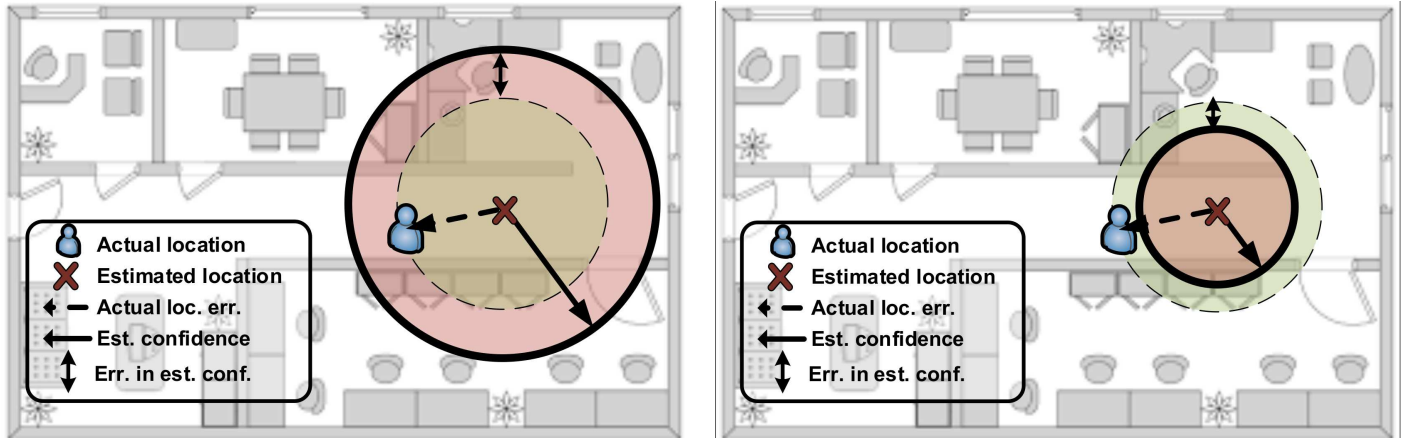 Actual location
Estimated location
Actual loc. err.
Est. confidence
Err. in est. conf.
Actual location
Estimated location
Actual loc. err.
Est. confidence
Err. in est. conf.